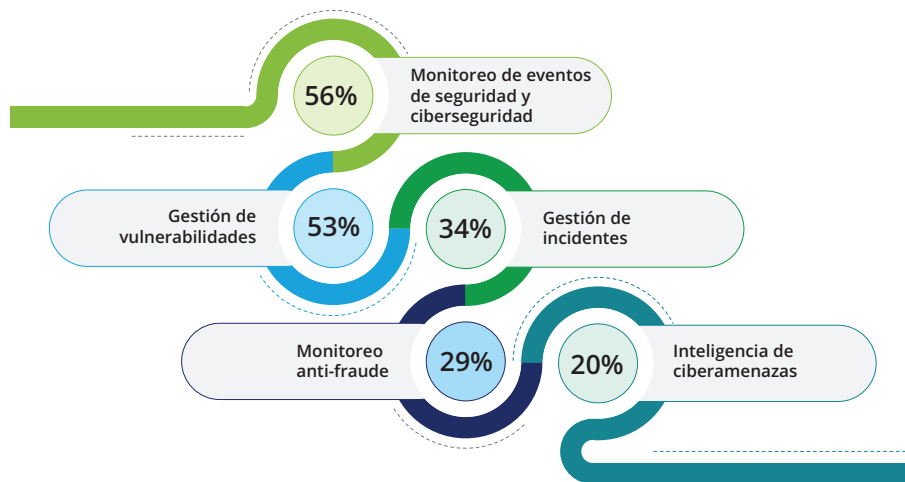 56%
Monitoreo de eventos
de seguridad y
ciberseguridad
Gestión de
vulnerabilidades
53%
34%
Gestión de
incidentes
Monitoreo
anti-fraude
29%
20%
Inteligencia de
ciberamenazas